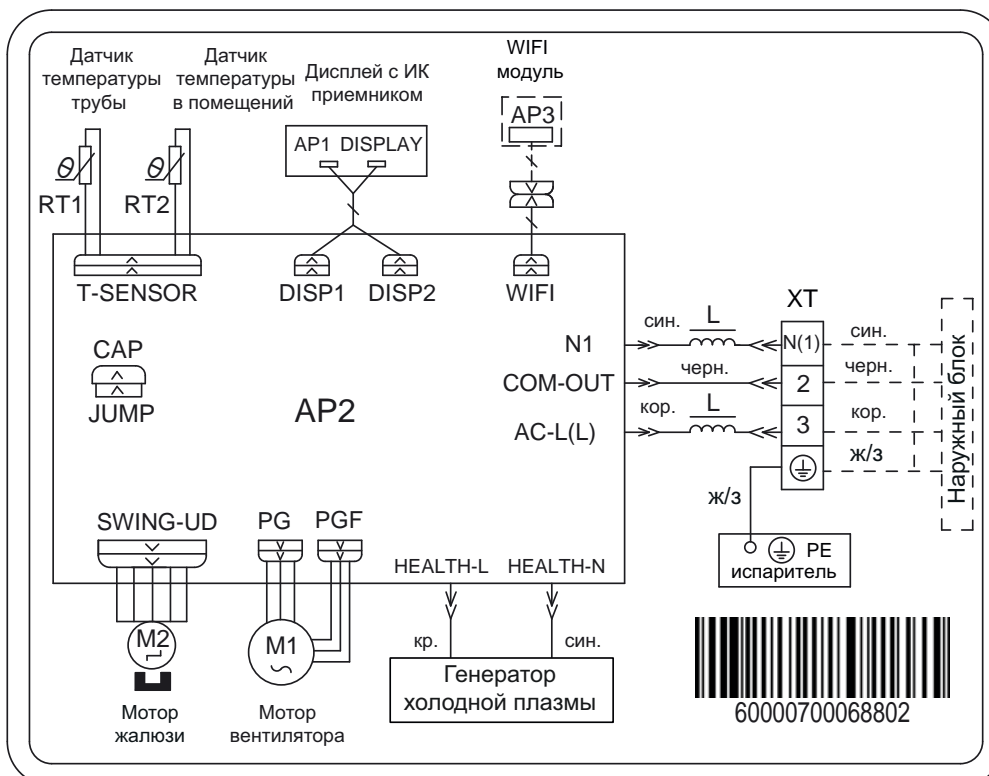 Датчик
температуры
трубы
Датчик
температуры
в помещений
Дисплей с ИК
приемником
WIFI
модуль
AP1 DISPLAY
AP3
θ
RT1
θ
RT2
T-SENSOR
DISP1
DISP2
WIFI
CAP
JUMP
AP2
N1
COM-OUT
AC-L(L)
син.
L
черн.
кор.
L
XT
N(1)
2
3
син.
черн.
кор.
ж/з
Наружный блок
ж/з
PE
испаритель
SWING-UD
PG
PGF
HEALTH-L
HEALTH-N
M2
M1
кр.
син.
Генератор
холодной плазмы
Мотор
жалюзи
Мотор
вентилятора
60000700068802